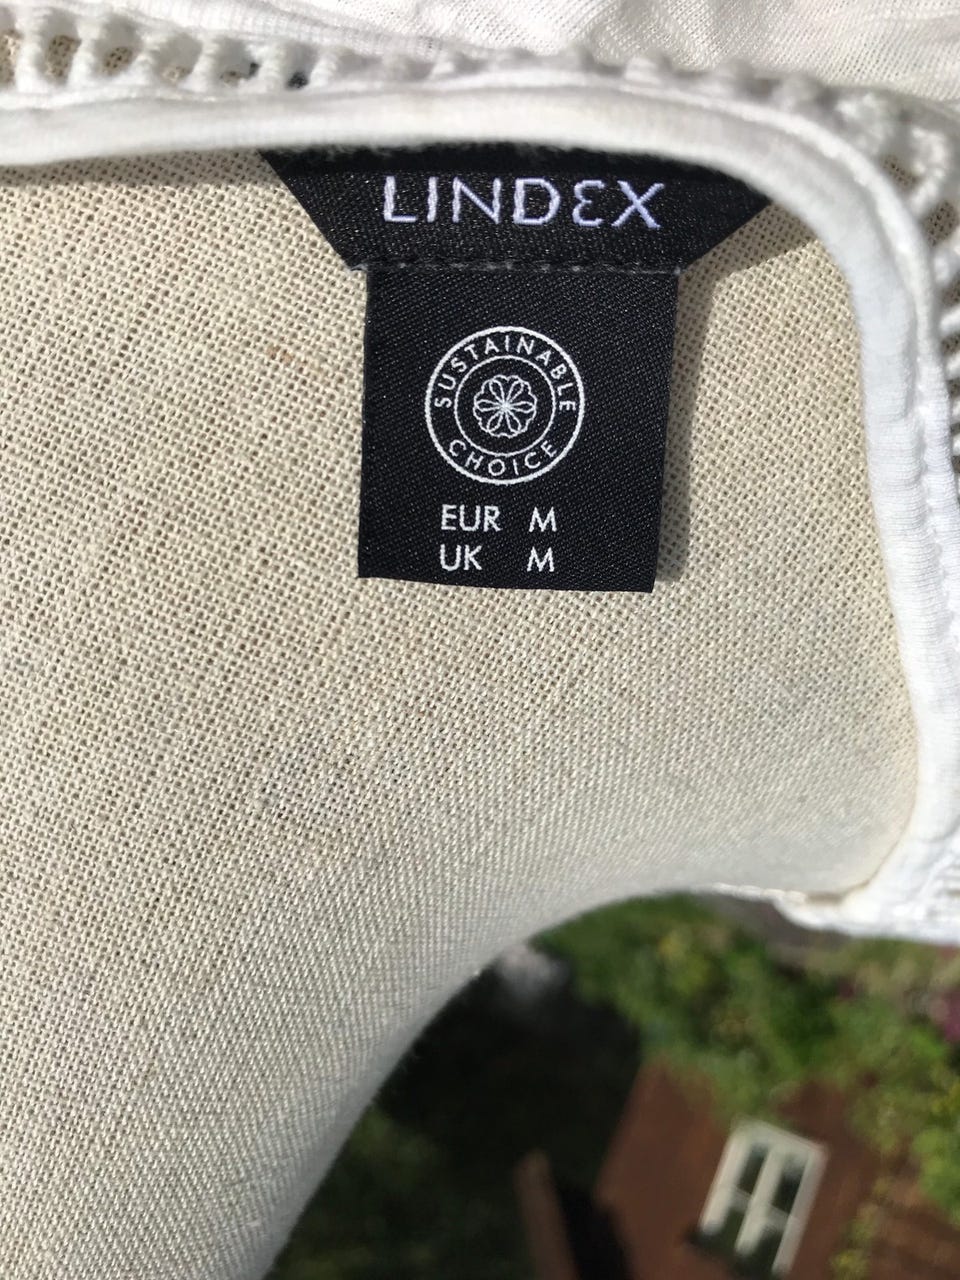 LINDEX
SUSTAINABLE
CHOICE
EUR M
UK M